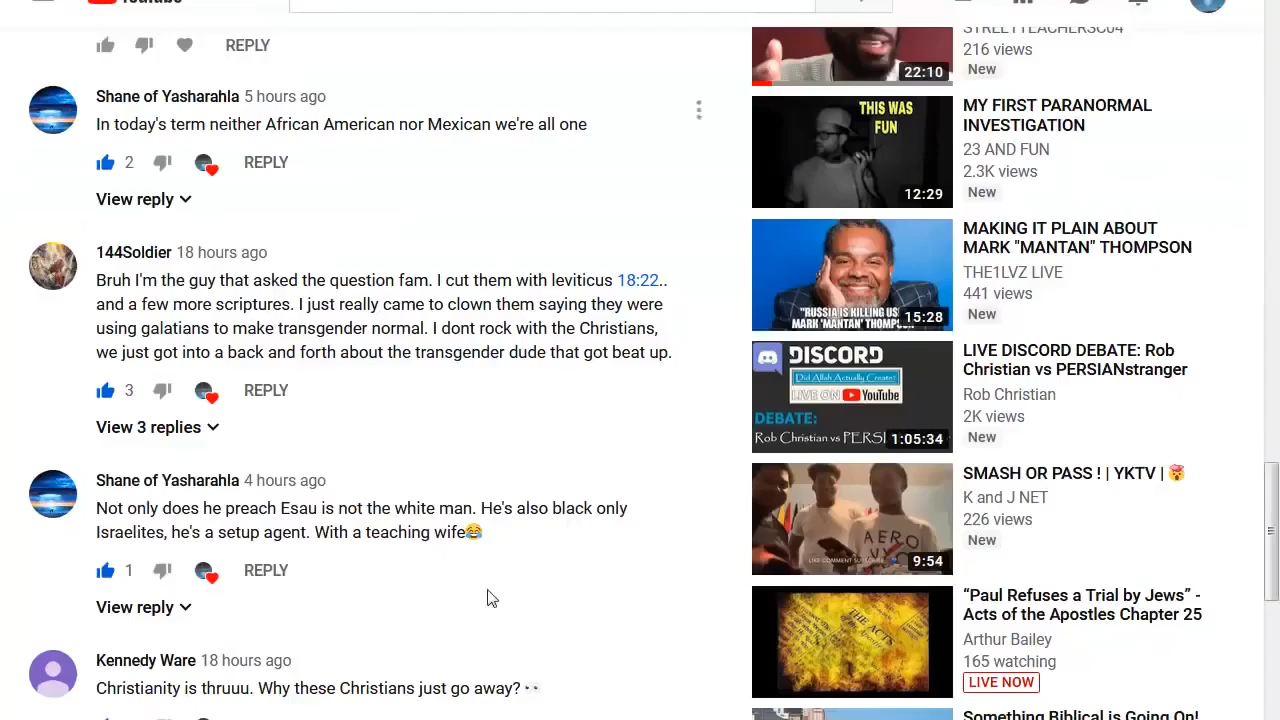 REPLY
Shane of Yasharahla 5 hours ago
In today's term neither African American nor Mexican we're all one
2 REPLY
View reply
144Soldier 18 hours ago
Bruh I'm the guy that asked the question fam. I cut them with leviticus 18:22..
and a few more scriptures. I just really came to clown them saying they were
using galatians to make transgender normal. I dont rock with the Christians,
we just got into a back and forth about the transgender dude that got beat up.
3 REPLY
View 3 replies
Shane of Yasharahla 4 hours ago
Not only does he preach Esau is not the white man. He's also black only
Israelites, he's a setup agent. With a teaching wife😂
1 REPLY
View reply
Kennedy Ware 18 hours ago
Christianity is thruuu. Why these Christians just go away? 👀
22:10
STREETTEACHERSC04
216 views
New
THIS WAS
FUN
12:29
MY FIRST PARANORMAL
INVESTIGATION
23 AND FUN
2.3K views
New
"RUSSIA IS KILLING US
MARK 'MANTAN' THOMPS
15:28
MAKING IT PLAIN ABOUT
MARK "MANTAN" THOMPSON
THE1LVZ LIVE
441 views
New
DISCORD
Did Allah Actually Create?
LIVE ON YouTube
DEBATE:
Rob Christian vs PERSI
1:05:34
LIVE DISCORD DEBATE: Rob
Christian vs PERSIANstranger
Rob Christian
2K views
New
AERO
LIKE COMMENT SUBSCRIBE
9:54
SMASH OR PASS ! | YKTV | 🤯
K and J NET
226 views
New
THE ACTS
"Paul Refuses a Trial by Jews" -
Acts of the Apostles Chapter 25
Arthur Bailey
165 watching
LIVE NOW
Something Biblical is Going On!